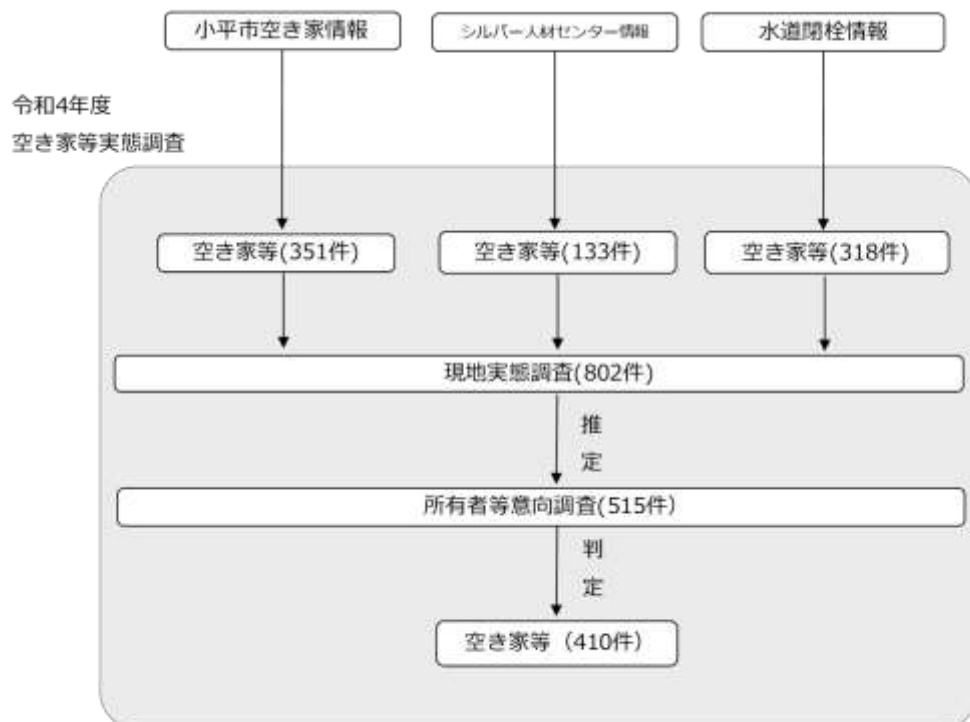 小平市空き家情報
シルバー人材センター情報
水道閉栓情報
令和4年度
空き家等実態調査
空き家等(351件)
空き家等(133件)
空き家等(318件)
現地実態調査(802件)
推
定
所有者等意向調査(515件)
判
定
空き家等（410件）